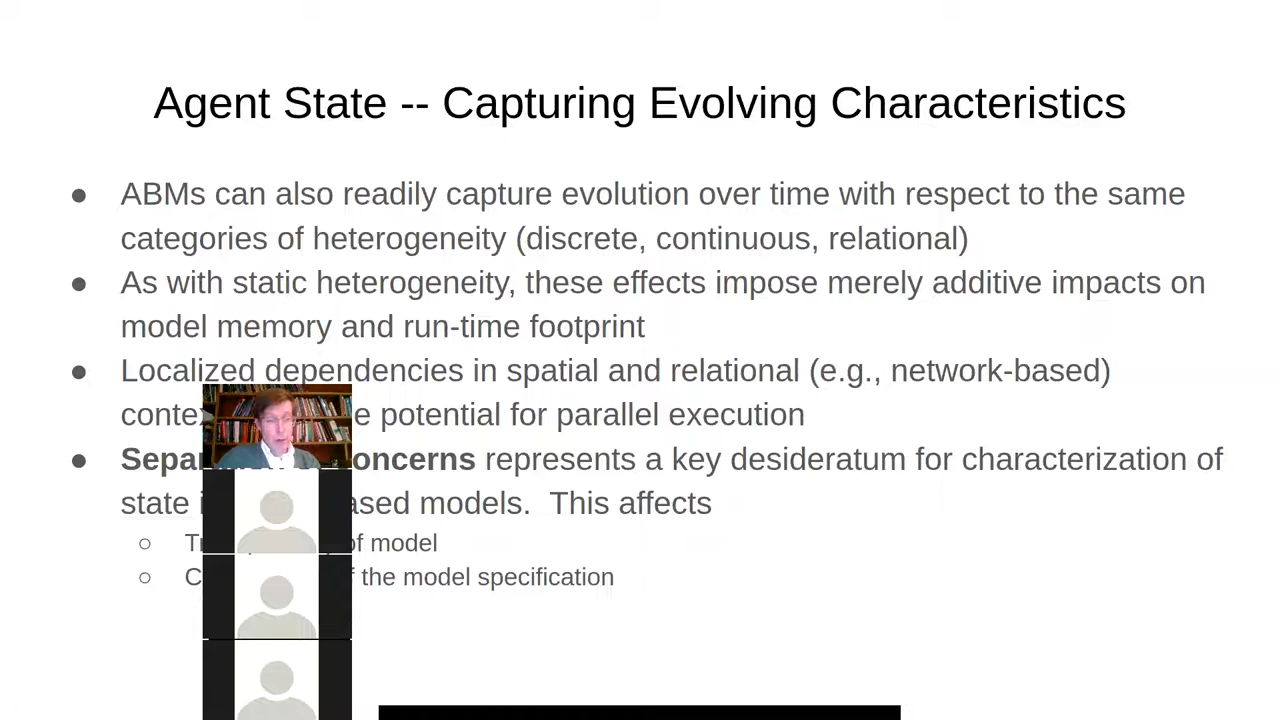 Agent State -- Capturing Evolving Characteristics
● ABMs can also readily capture evolution over time with respect to the same
categories of heterogeneity (discrete, continuous, relational)
● As with static heterogeneity, these effects impose merely additive impacts on
model memory and run-time footprint
● Localized dependencies in spatial and relational (e.g., network-based)
potential for parallel execution
● represents a key desideratum for characterization of
state models. This affects
○ of model
○ the model specification